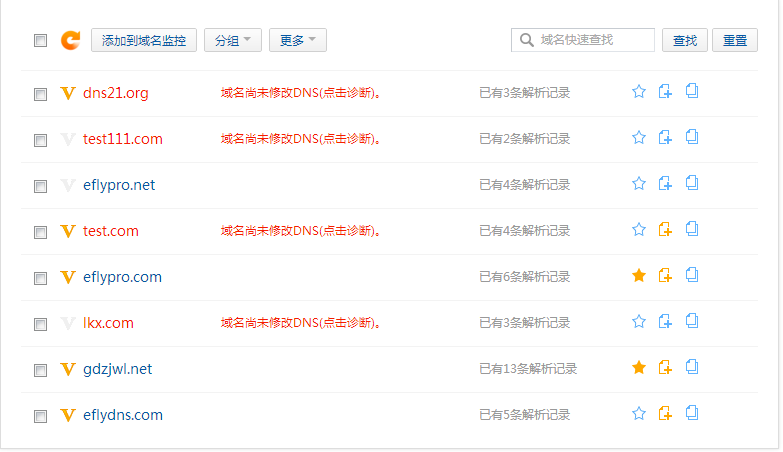 添加到域名监控 分组 更多 域名快速查找 查找 重置
V dns21.org 域名尚未修改DNS(点击诊断)。 已有3条解析记录
V test111.com 域名尚未修改DNS(点击诊断)。 已有2条解析记录
V eflypro.net 已有4条解析记录
V test.com 域名尚未修改DNS(点击诊断)。 已有4条解析记录
V eflypro.com 已有6条解析记录
V lkx.com 域名尚未修改DNS(点击诊断)。 已有3条解析记录
V gdzjwl.net 已有13条解析记录
V eflydns.com 已有5条解析记录